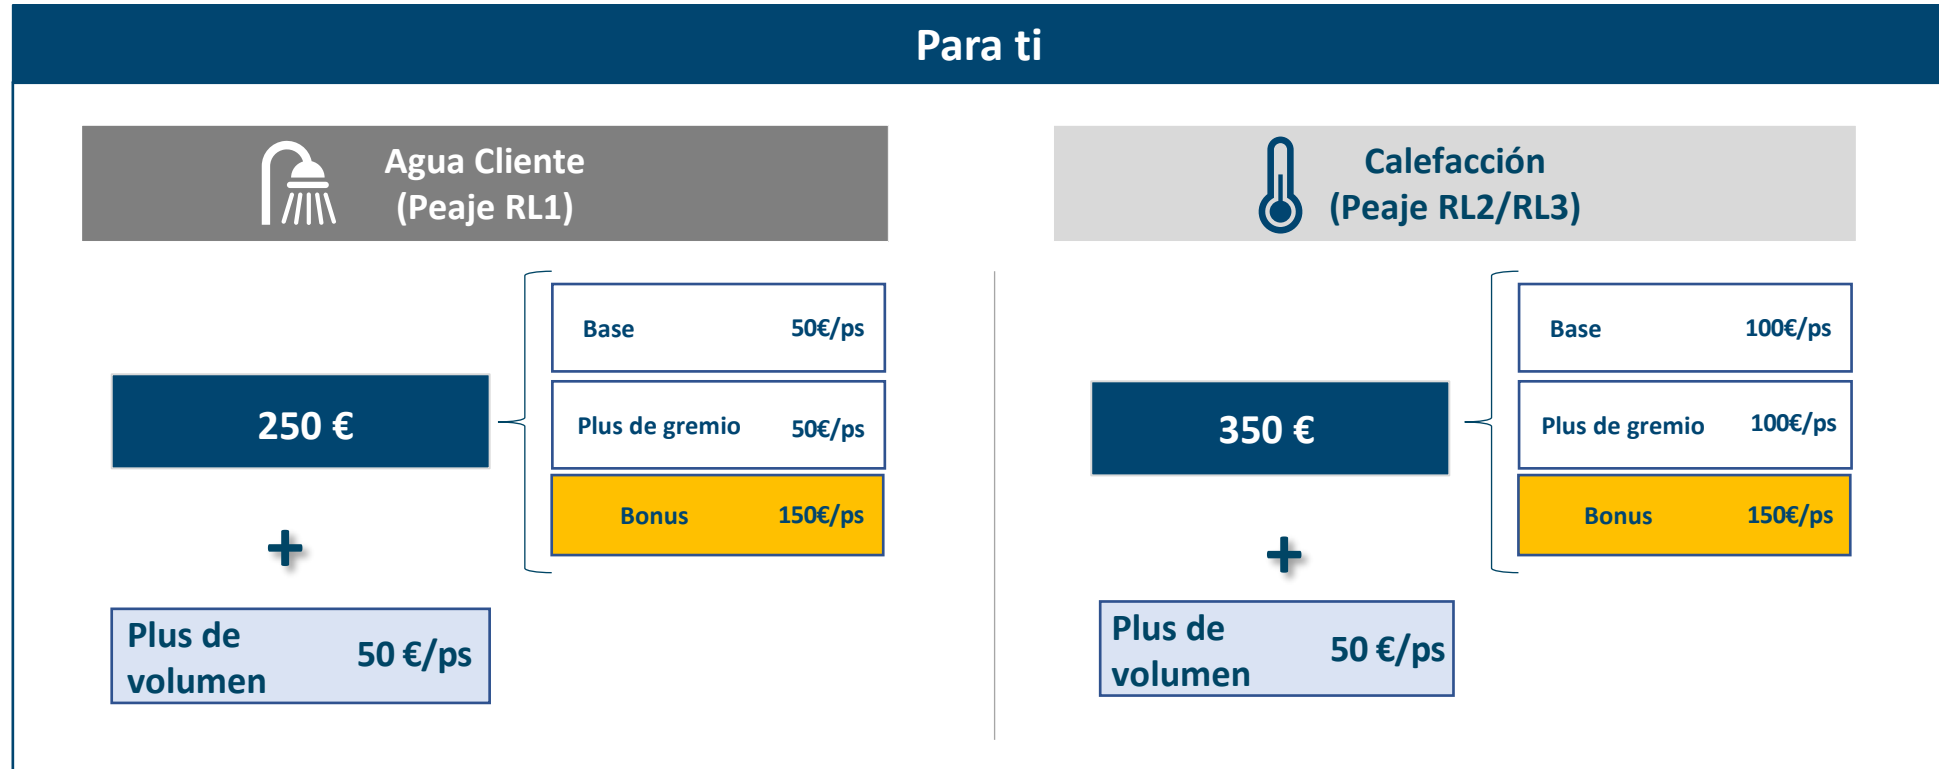 Para ti
Agua Cliente
(Peaje RL1)
Base 50€/ps
250 €
Plus de gremio 50€/ps
Bonus 150€/ps
+
Plus de
volumen
50 €/ps
Calefacción
(Peaje RL2/RL3)
Base 100€/ps
350 €
Plus de gremio 100€/ps
Bonus 150€/ps
+
Plus de
volumen
50 €/ps